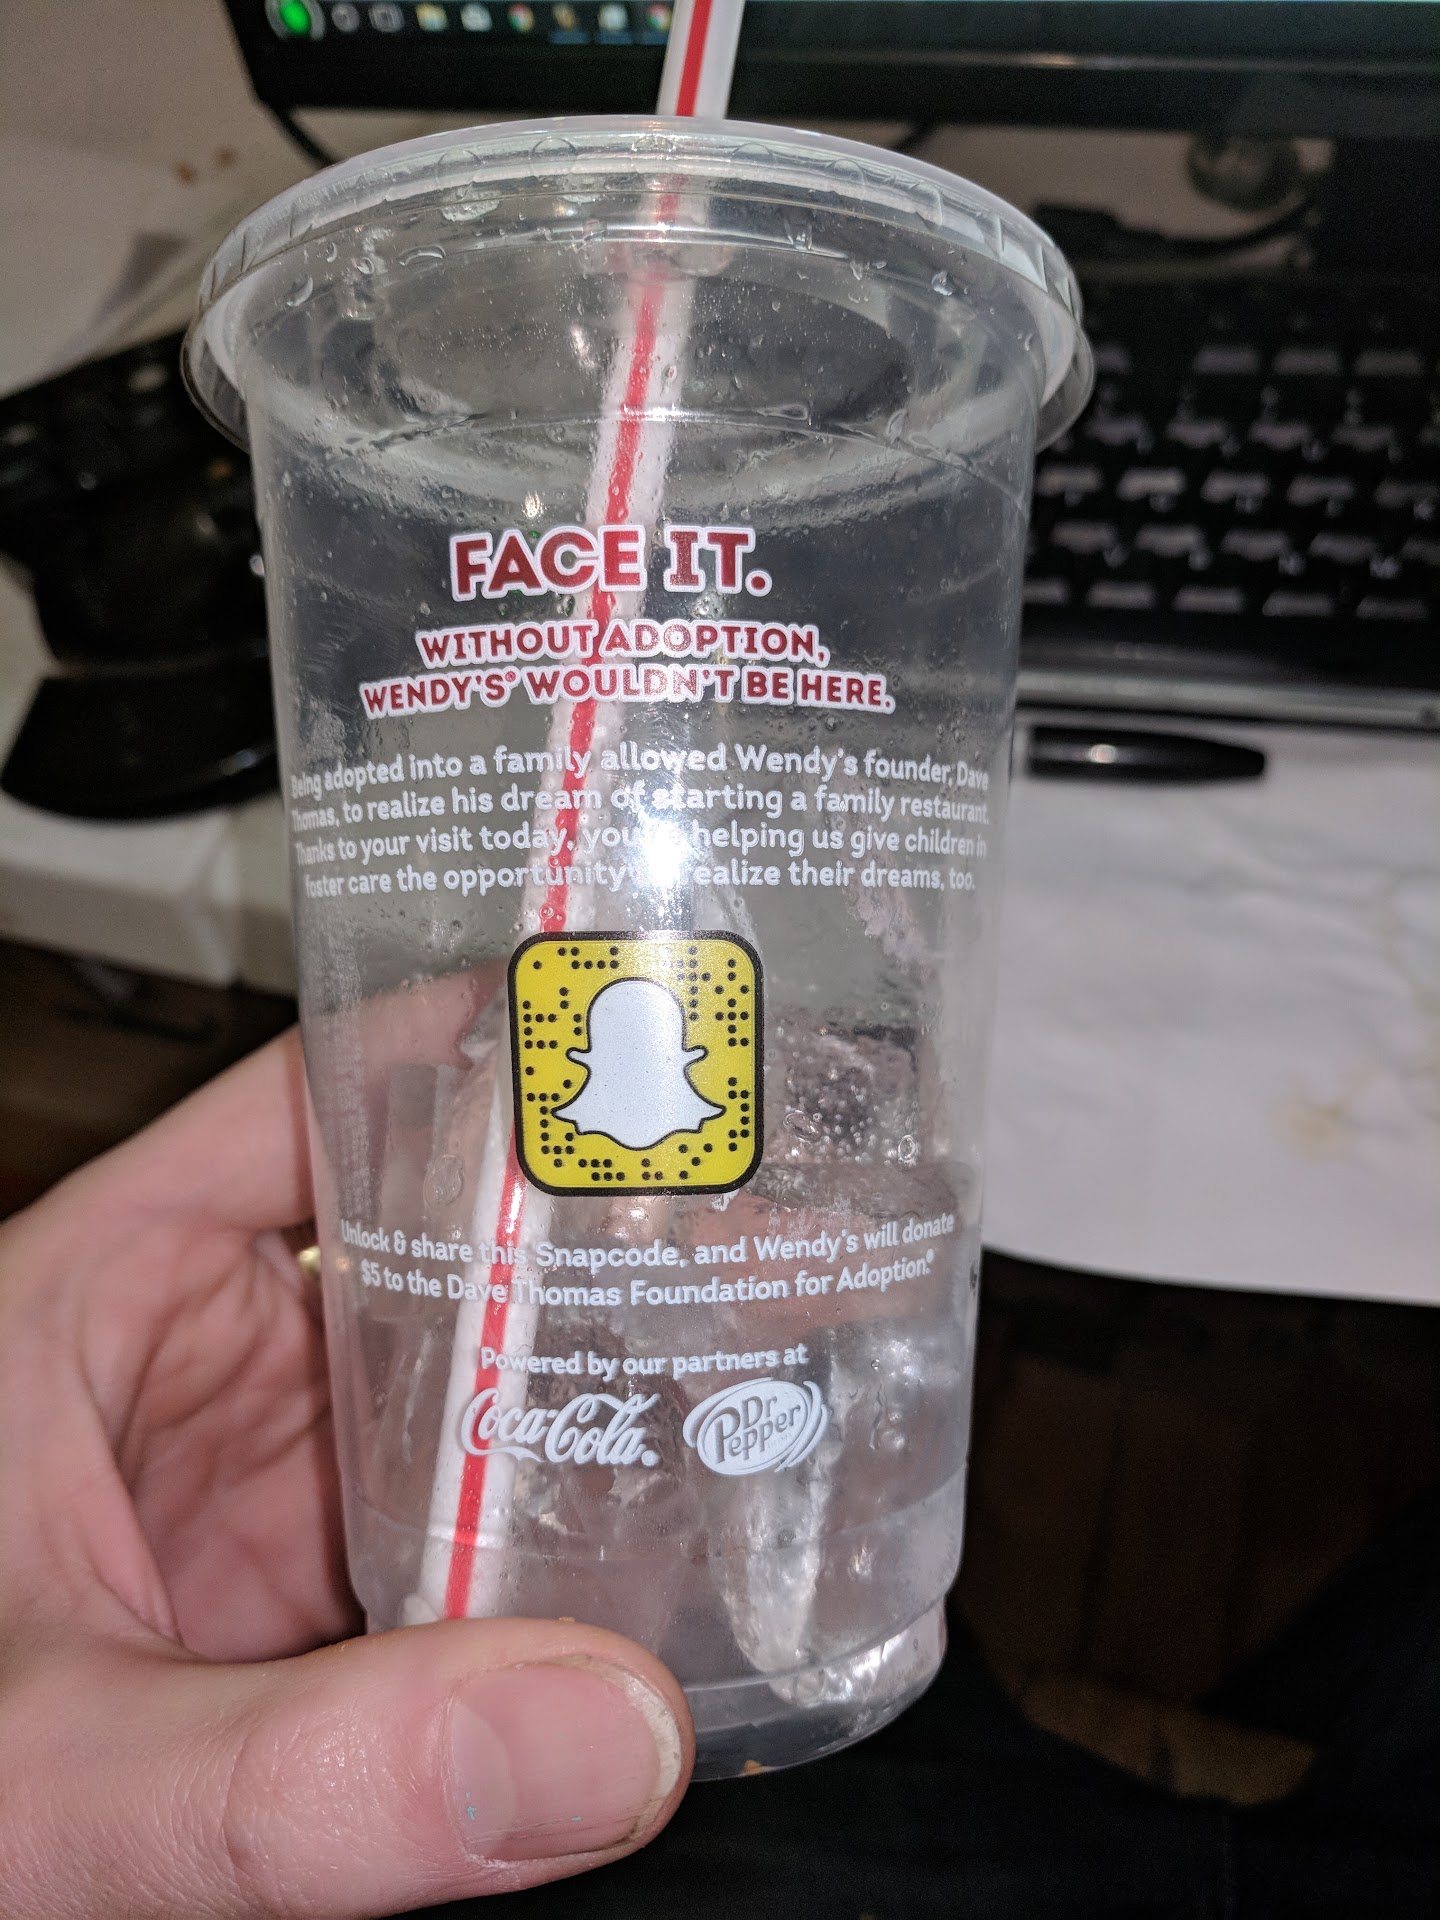 FACE IT.
WITHOUT ADOPTION,
WENDY'S® WOULDN'T BE HERE.
Being adopted into a family allowed Wendy's founder, Dave
Thomas, to realize his dream of starting a family restaurant.
Thanks to your visit today, you're helping us give children in
foster care the opportunity realize their dreams, too.
Unlock & share this Snapcode, and Wendy's will donate
$5 to the Dave Thomas Foundation for Adoption.®
Powered by our partners at
Coca-Cola Dr Pepper